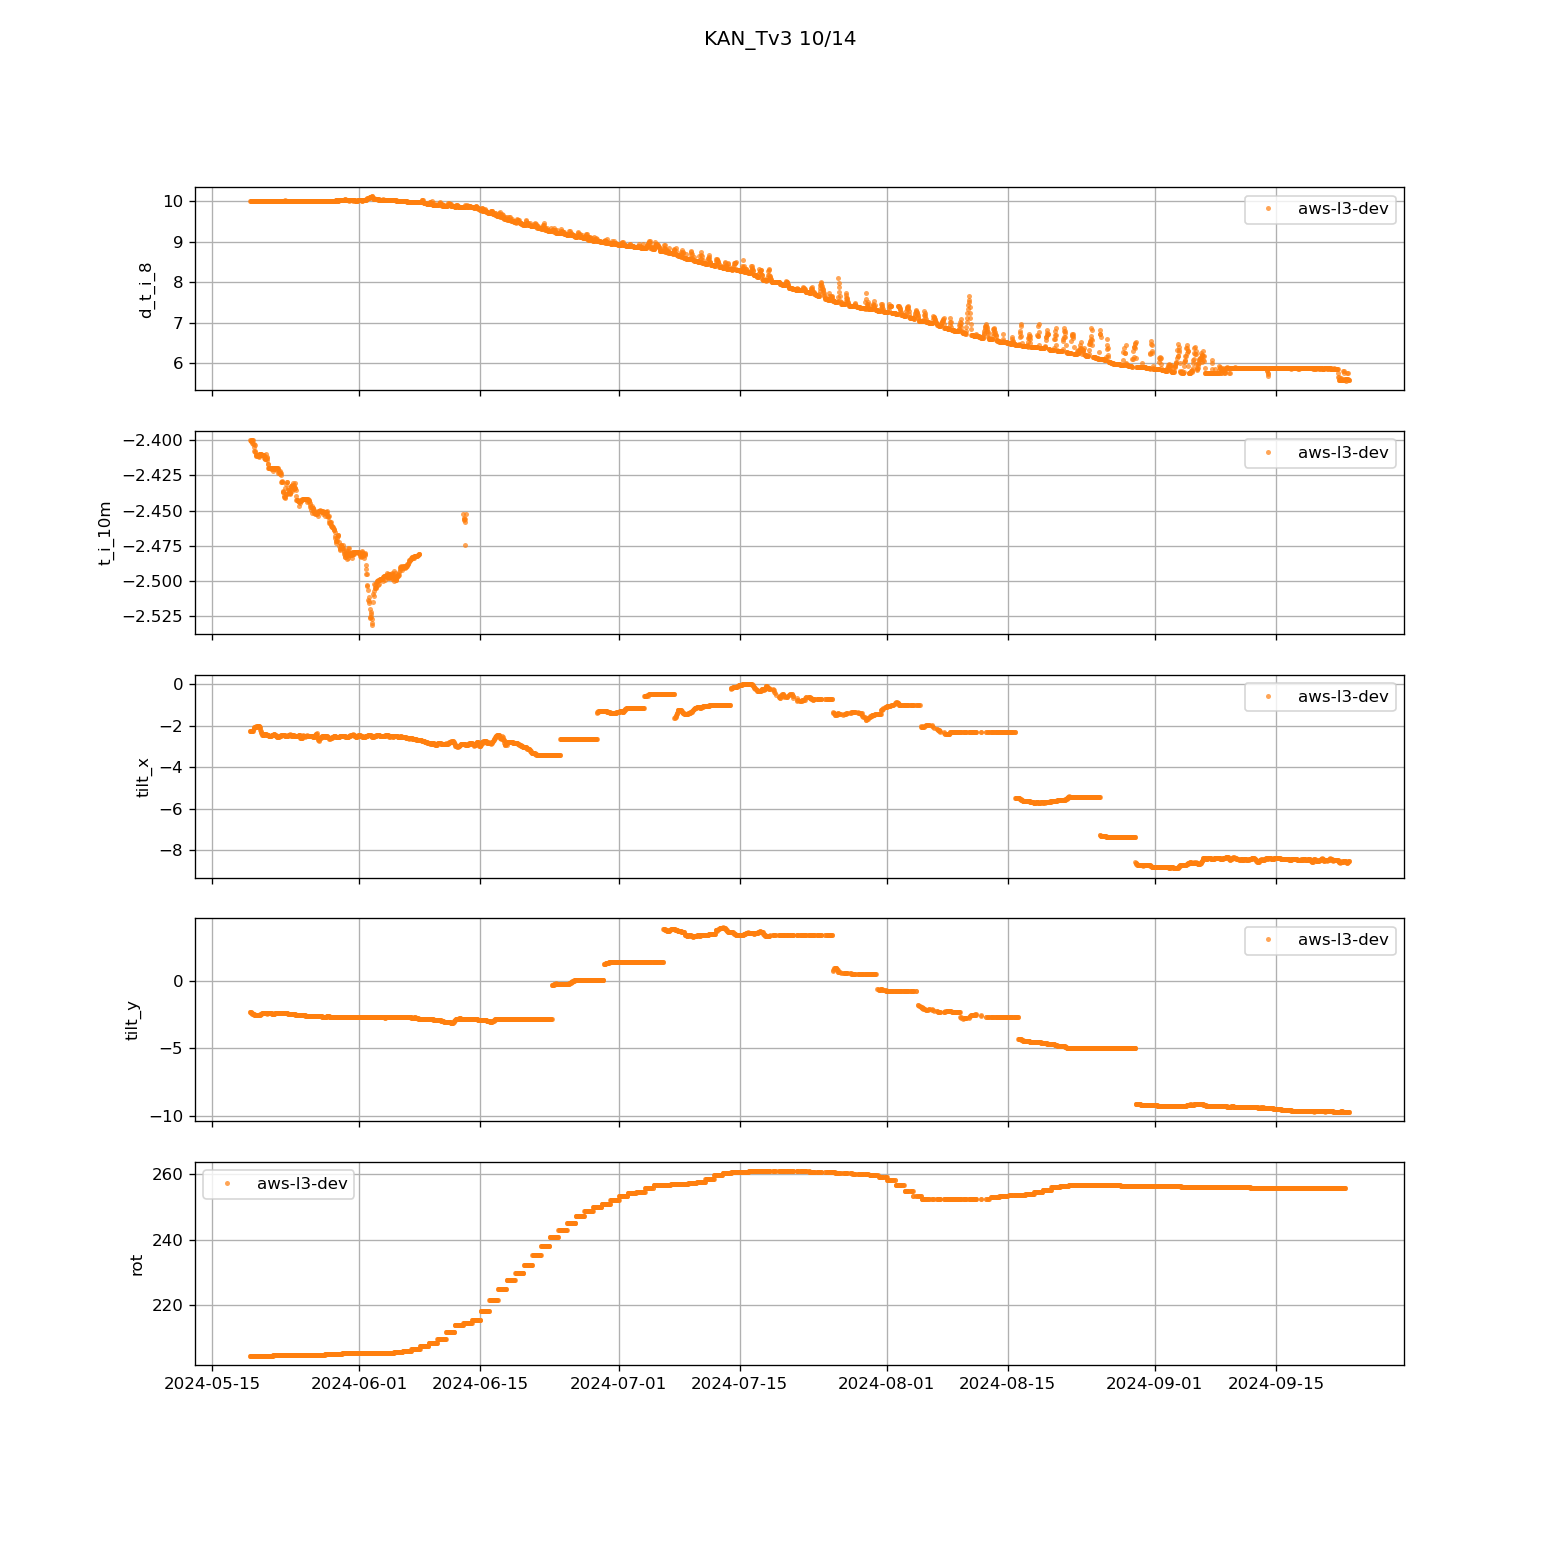 KAN_Tv3 10/14
10
9
8
7
6
d_t_i_8
aws-l3-dev
−2.400
−2.425
−2.450
−2.475
−2.500
−2.525
t_i_10m
aws-l3-dev
0
−2
−4
−6
−8
tilt_x
aws-l3-dev
0
−5
−10
tilt_y
aws-l3-dev
260
240
220
rot
aws-l3-dev
2024-05-15 2024-06-01 2024-06-15 2024-07-01 2024-07-15 2024-08-01 2024-08-15 2024-09-01 2024-09-15